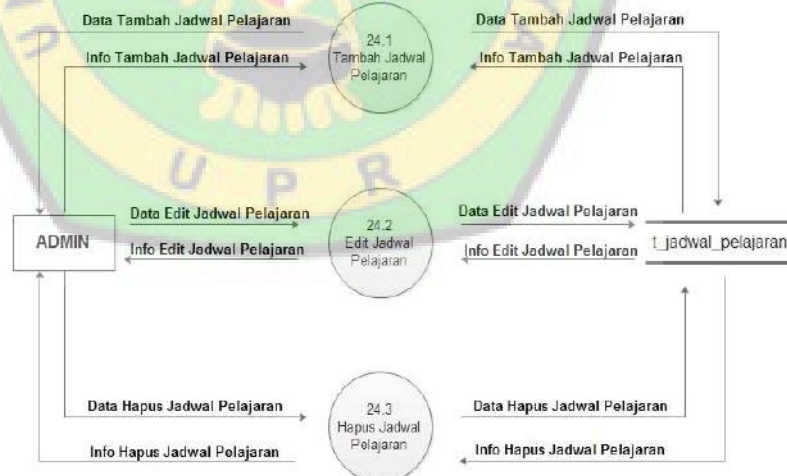 Data Tambah Jadwal Pelajaran
Data Tambah Jadwal Pelajaran
24.1
Tambah Jadwal
Pelajaran
Info Tambah Jadwal Pelajaran
Info Tambah Jadwal Pelajaran
U P R
Data Edit Jadwal Pelajaran
Data Edit Jadwal Pelajaran
24.2
Edit Jadwal
Pelajaran
ADMIN
t_jadwal_pelajaran
Info Edit Jadwal Pelajaran
Info Edit Jadwal Pelajaran
Data Hapus Jadwal Pelajaran
Data Hapus Jadwal Pelajaran
24.3
Hapus Jadwal
Pelajaran
Info Hapus Jadwal Pelajaran
Info Hapus Jadwal Pelajaran